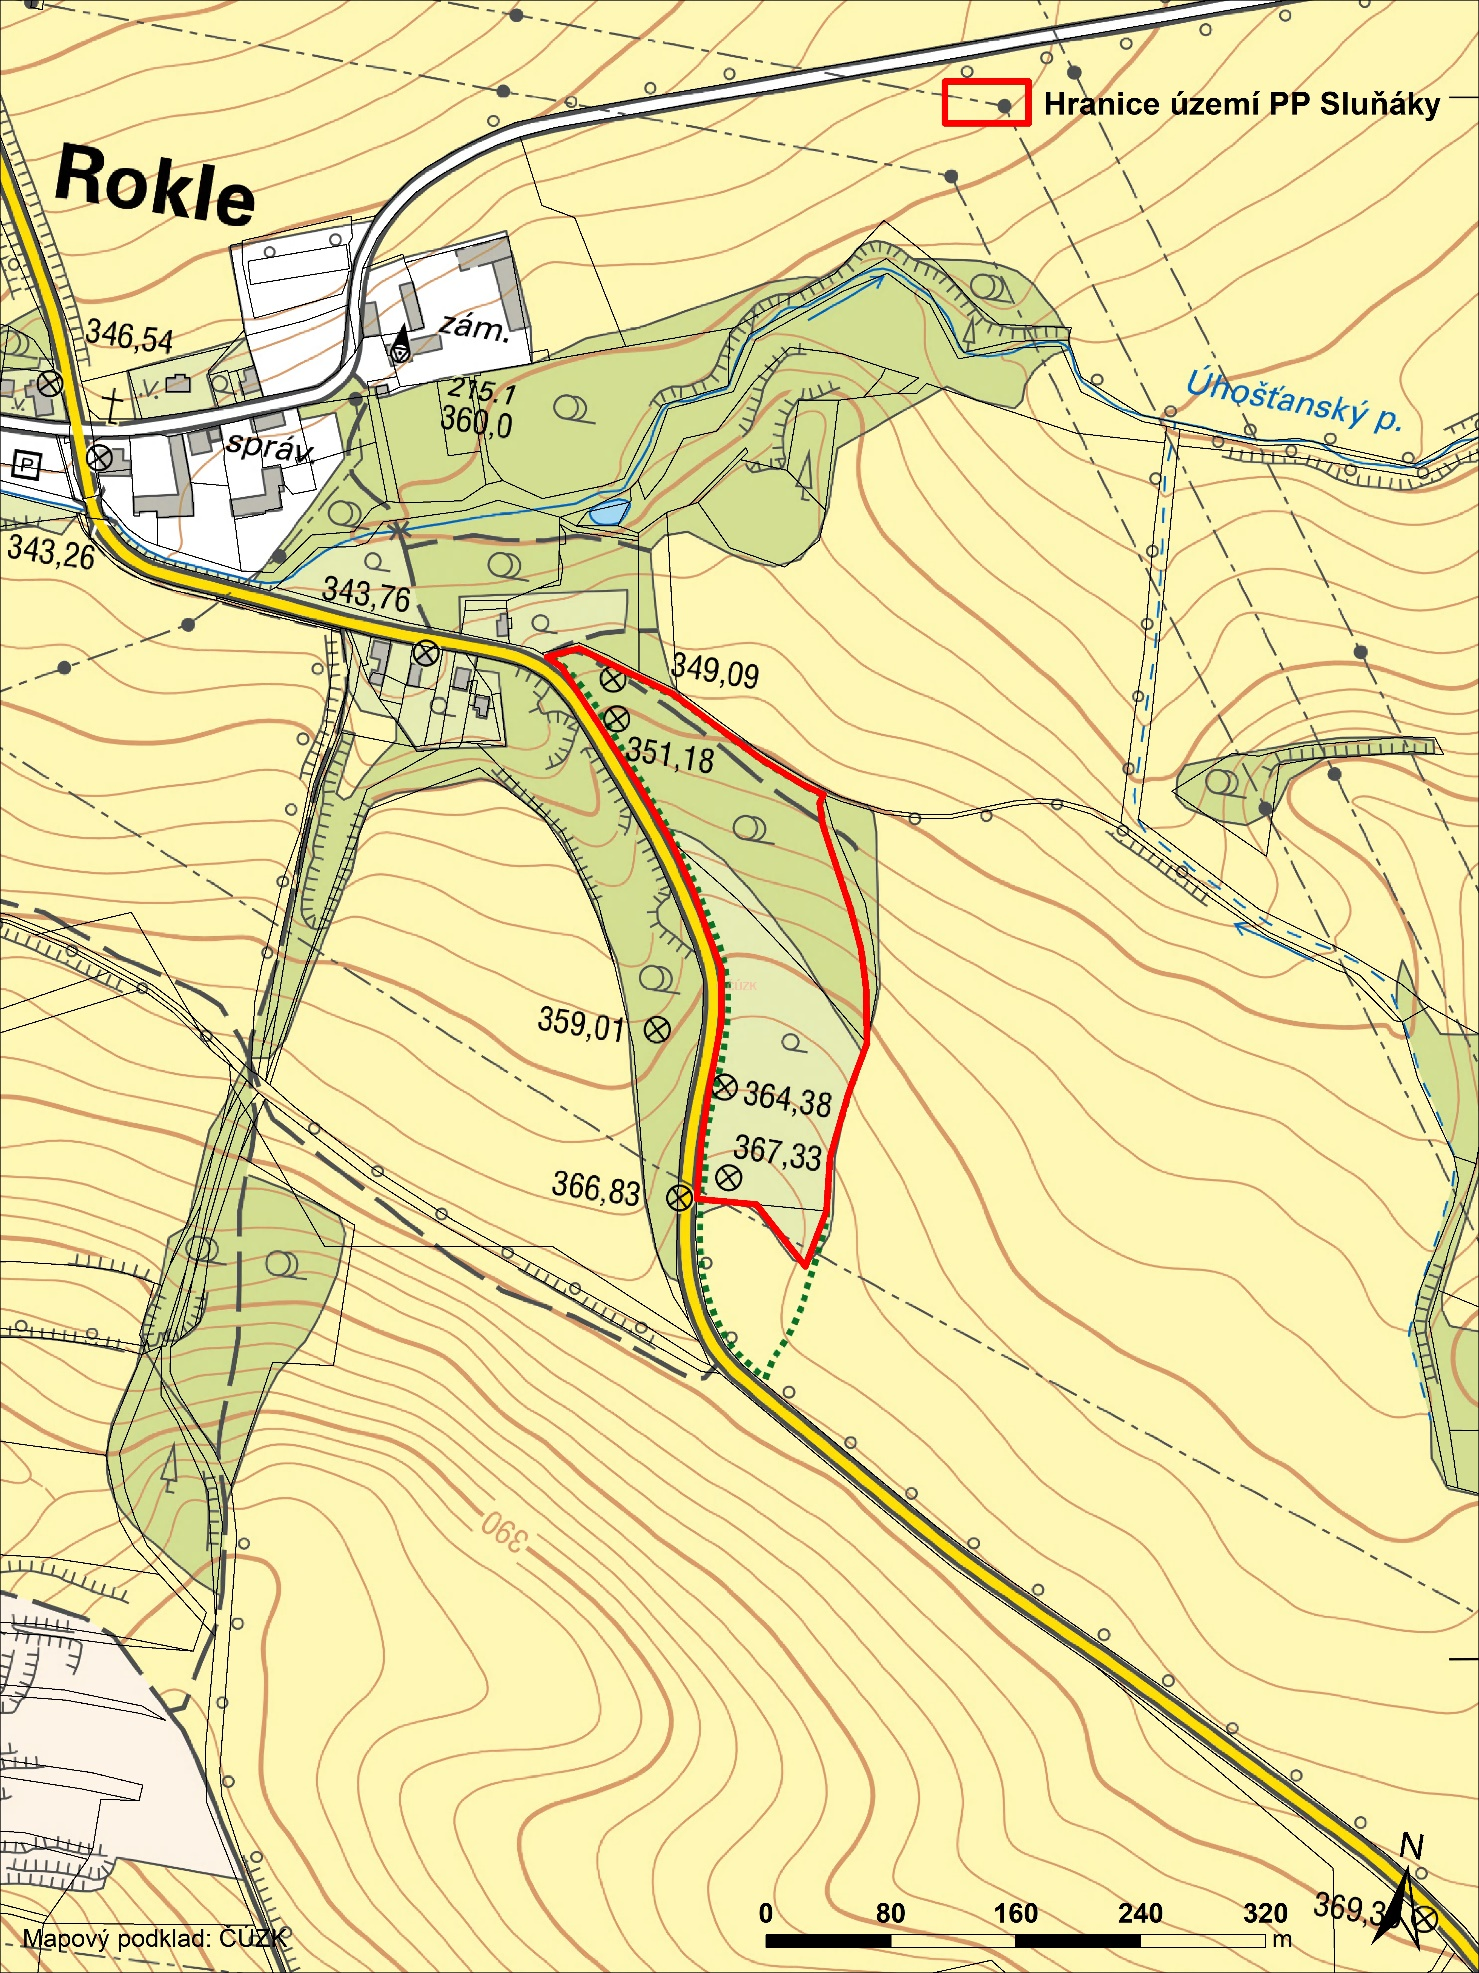 Hranice území PP Sluňáky
Rokle
346,54
zám.
215.1
360,0
Úhošťanský p.
správ.
P
343,26
343,76
349,09
351,18
ČÚZK
359,01
364,38
367,33
366,83
390
N
0 80 160 240 320
m
Mapový podklad: ČÚZK